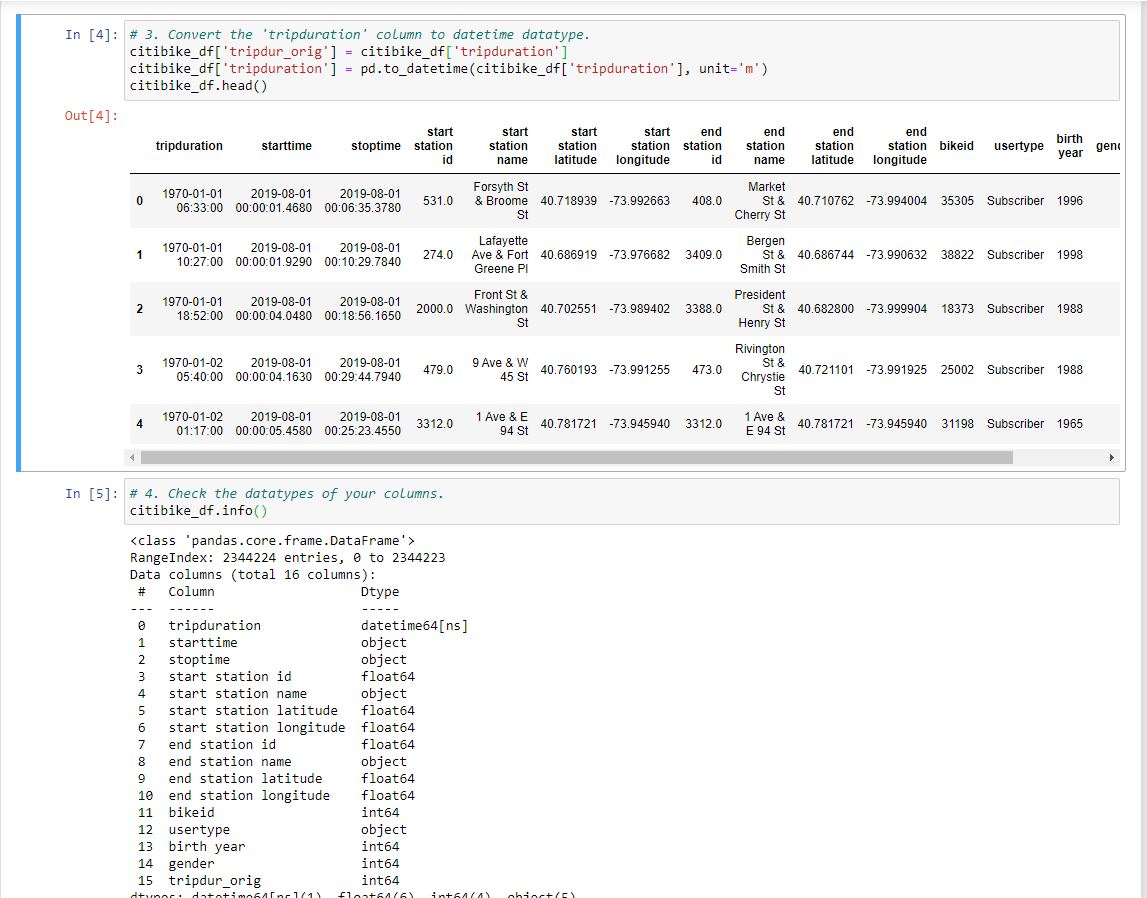 In [4]:
# 3. Convert the 'tripduration' column to datetime datatype.
citibike_df['tripdur_orig'] = citibike_df['tripduration']
citibike_df['tripduration'] = pd.to_datetime(citibike_df['tripduration'], unit='m')
citibike_df.head()
Out[4]:
tripduration starttime stoptime start station id start station name start station latitude start station longitude end station id end station name end station latitude end station longitude bikeid usertype birth year
0 1970-01-01 06:33:00 2019-08-01 00:00:01.4680 2019-08-01 00:06:35.3780 531.0 Forsyth St & Broome St 40.718939 -73.992663 408.0 Market St & Cherry St 40.710762 -73.994004 35305 Subscriber 1996
1 1970-01-01 10:27:00 2019-08-01 00:00:01.9290 2019-08-01 00:10:29.7840 274.0 Lafayette Ave & Fort Greene Pl 40.686919 -73.976682 3409.0 Bergen St & Smith St 40.686744 -73.990632 38822 Subscriber 1998
2 1970-01-01 18:52:00 2019-08-01 00:00:04.0480 2019-08-01 00:18:56.1650 2000.0 Front St & Washington St 40.702551 -73.989402 3388.0 President St & Henry St 40.682800 -73.999904 18373 Subscriber 1988
3 1970-01-02 05:40:00 2019-08-01 00:00:04.1630 2019-08-01 00:29:44.7940 479.0 9 Ave & W 45 St 40.760193 -73.991255 473.0 Rivington St & Chrystie St 40.721101 -73.991925 25002 Subscriber 1988
4 1970-01-02 01:17:00 2019-08-01 00:00:05.4580 2019-08-01 00:25:23.4550 3312.0 1 Ave & E 94 St 40.781721 -73.945940 3312.0 1 Ave & E 94 St 40.781721 -73.945940 31198 Subscriber 1965
In [5]:
# 4. Check the datatypes of your columns.
citibike_df.info()
<class 'pandas.core.frame.DataFrame'>
RangeIndex: 2344224 entries, 0 to 2344223
Data columns (total 16 columns):
# Column Dtype
--- ------ -----
0 tripduration datetime64[ns]
1 starttime object
2 stoptime object
3 start station id float64
4 start station name object
5 start station latitude float64
6 start station longitude float64
7 end station id float64
8 end station name object
9 end station latitude float64
10 end station longitude float64
11 bikeid int64
12 usertype object
13 birth year int64
14 gender int64
15 tripdur_orig int64
dtypes: datetime64[ns](1), float64(6), int64(4), object(5)